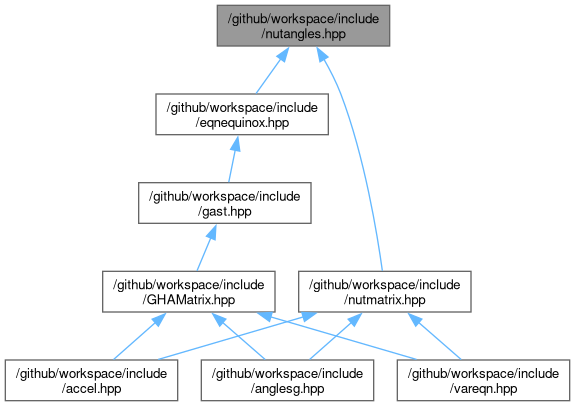 /github/workspace/include
/nutangles.hpp
/github/workspace/include
/eqnequinox.hpp
/github/workspace/include
/gast.hpp
/github/workspace/include
/GHAMatrix.hpp
/github/workspace/include
/nutmatrix.hpp
/github/workspace/include
/accel.hpp
/github/workspace/include
/anglesg.hpp
/github/workspace/include
/vareqn.hpp